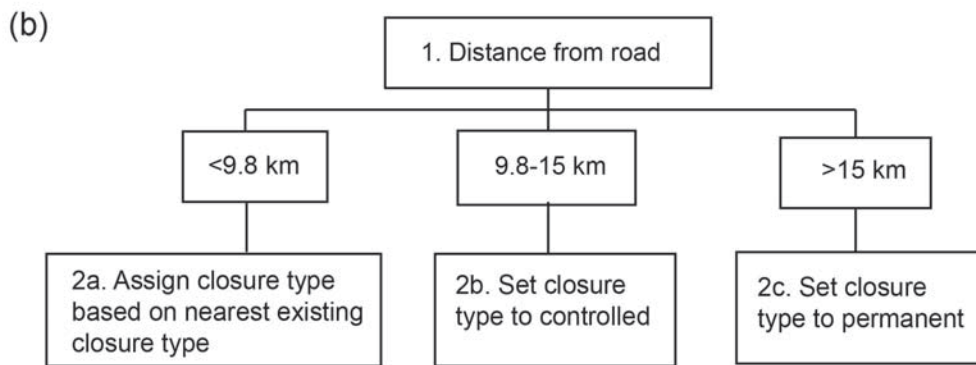 (b)
1. Distance from road
<9.8 km
9.8-15 km
>15 km
2a. Assign closure type
based on nearest existing
closure type
2b. Set closure
type to controlled
2c. Set closure
type to permanent